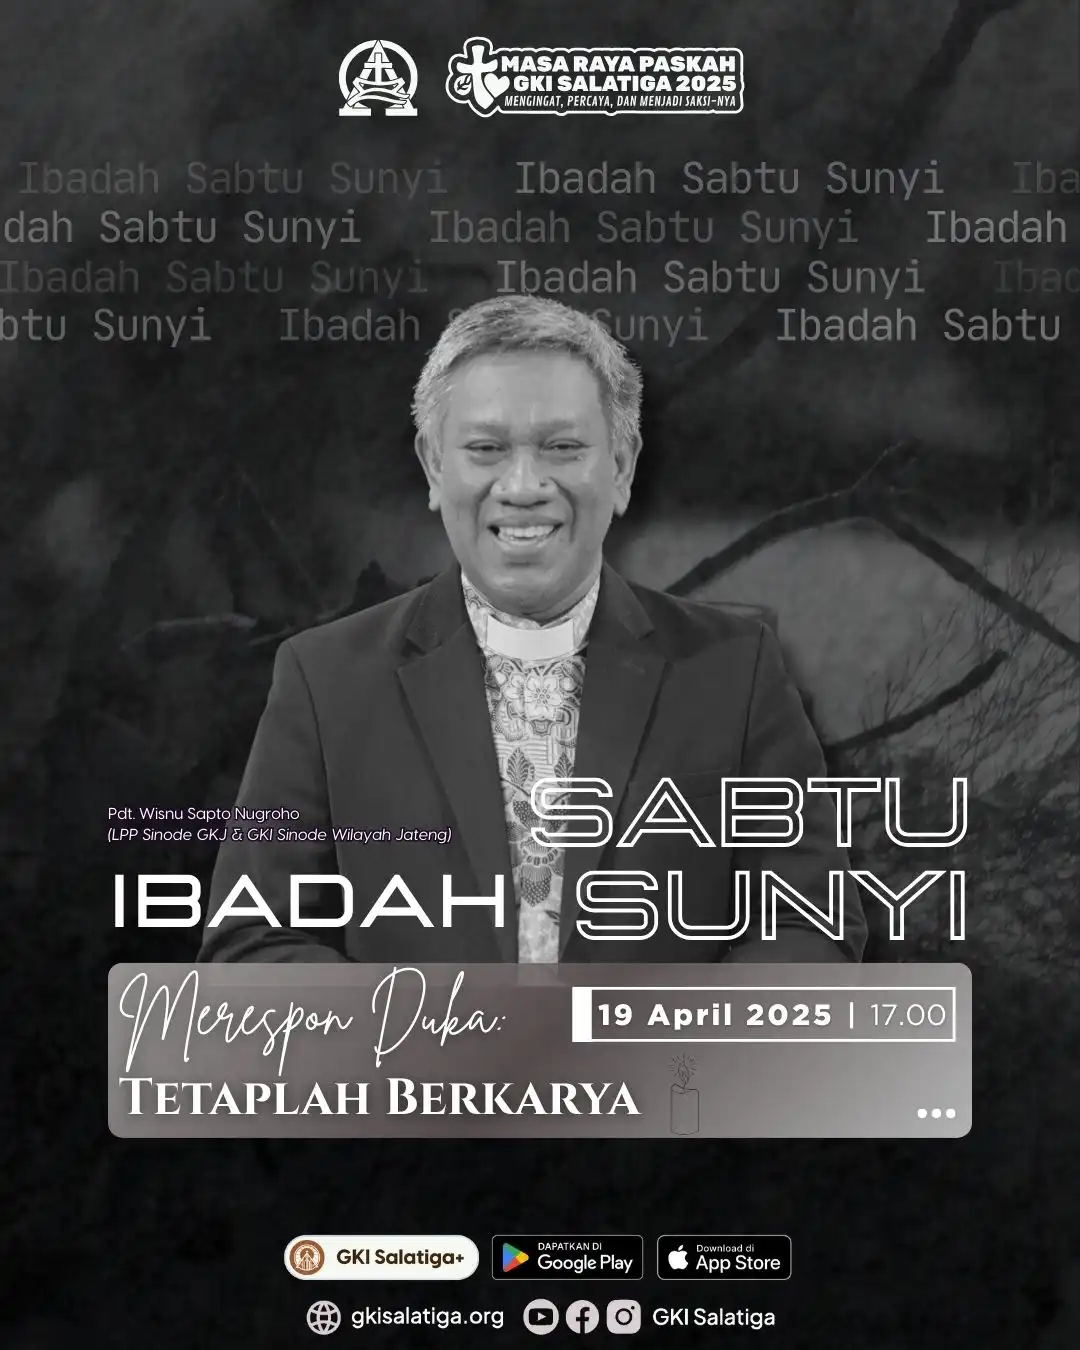 MASA RAYA PASKAH
GKI SALATIGA 2025
MENGINGAT, PERCAYA, DAN MENJADI SAKSI-NYA
Ibadah Sabtu Sunyi Ibadah Sabtu Sunyi Iba
dah Sabtu Sunyi Ibadah Sabtu Sunyi Ibadah
Ibadah Sabtu Sunyi Ibadah Sabtu Sunyi Ibad
btu Sunyi Ibadah Sunyi Ibadah Sabtu
Pdt. Wisnu Sapto Nugroho
(LPP Sinode GKJ & GKI Sinode Wilayah Jateng)
SABTU
IBADAH SUNYI
Merespon Duka:
19 April 2025 | 17.00
TETAPLAH BERKARYA
...
GKI Salatiga+
DAPATKAN DI
Google Play
Download di
App Store
gkisalatiga.org
GKI Salatiga